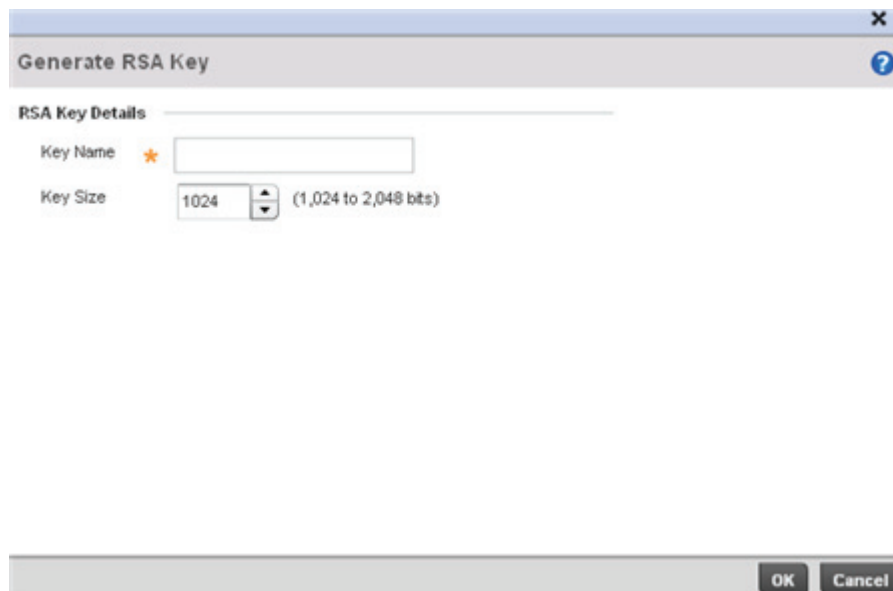 Generate RSA Key
?
RSA Key Details
Key Name *
Key Size 1024 (1,024 to 2,048 bits)
OK Cancel